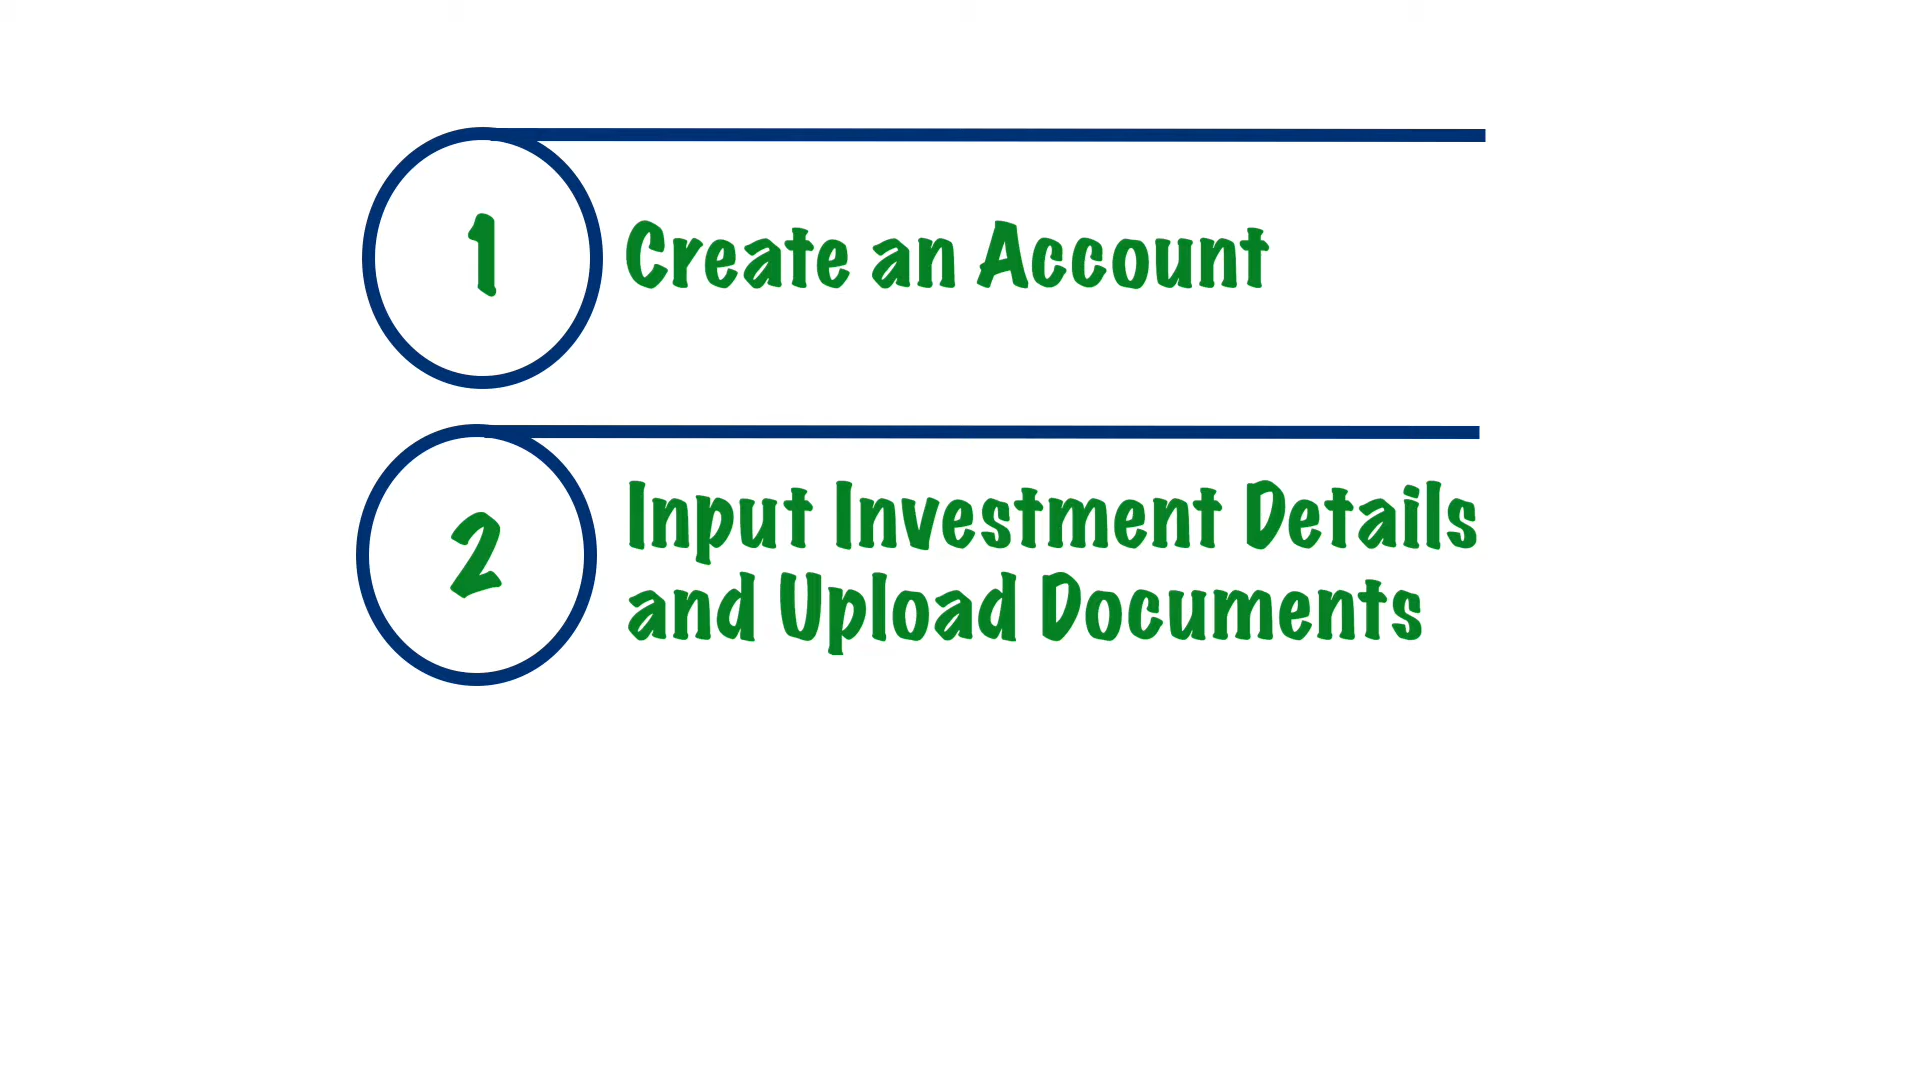 1
Create an Account
2
Input Investment Details
and Upload Documents